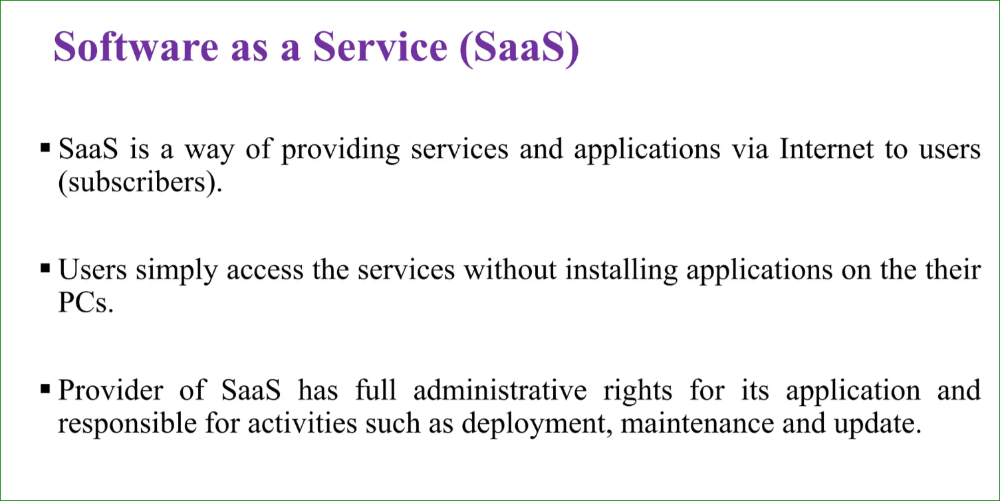 Software as a Service (SaaS)
▪ SaaS is a way of providing services and applications via Internet to users
(subscribers).
▪ Users simply access the services without installing applications on the their
PCs.
▪ Provider of SaaS has full administrative rights for its application and
responsible for activities such as deployment, maintenance and update.